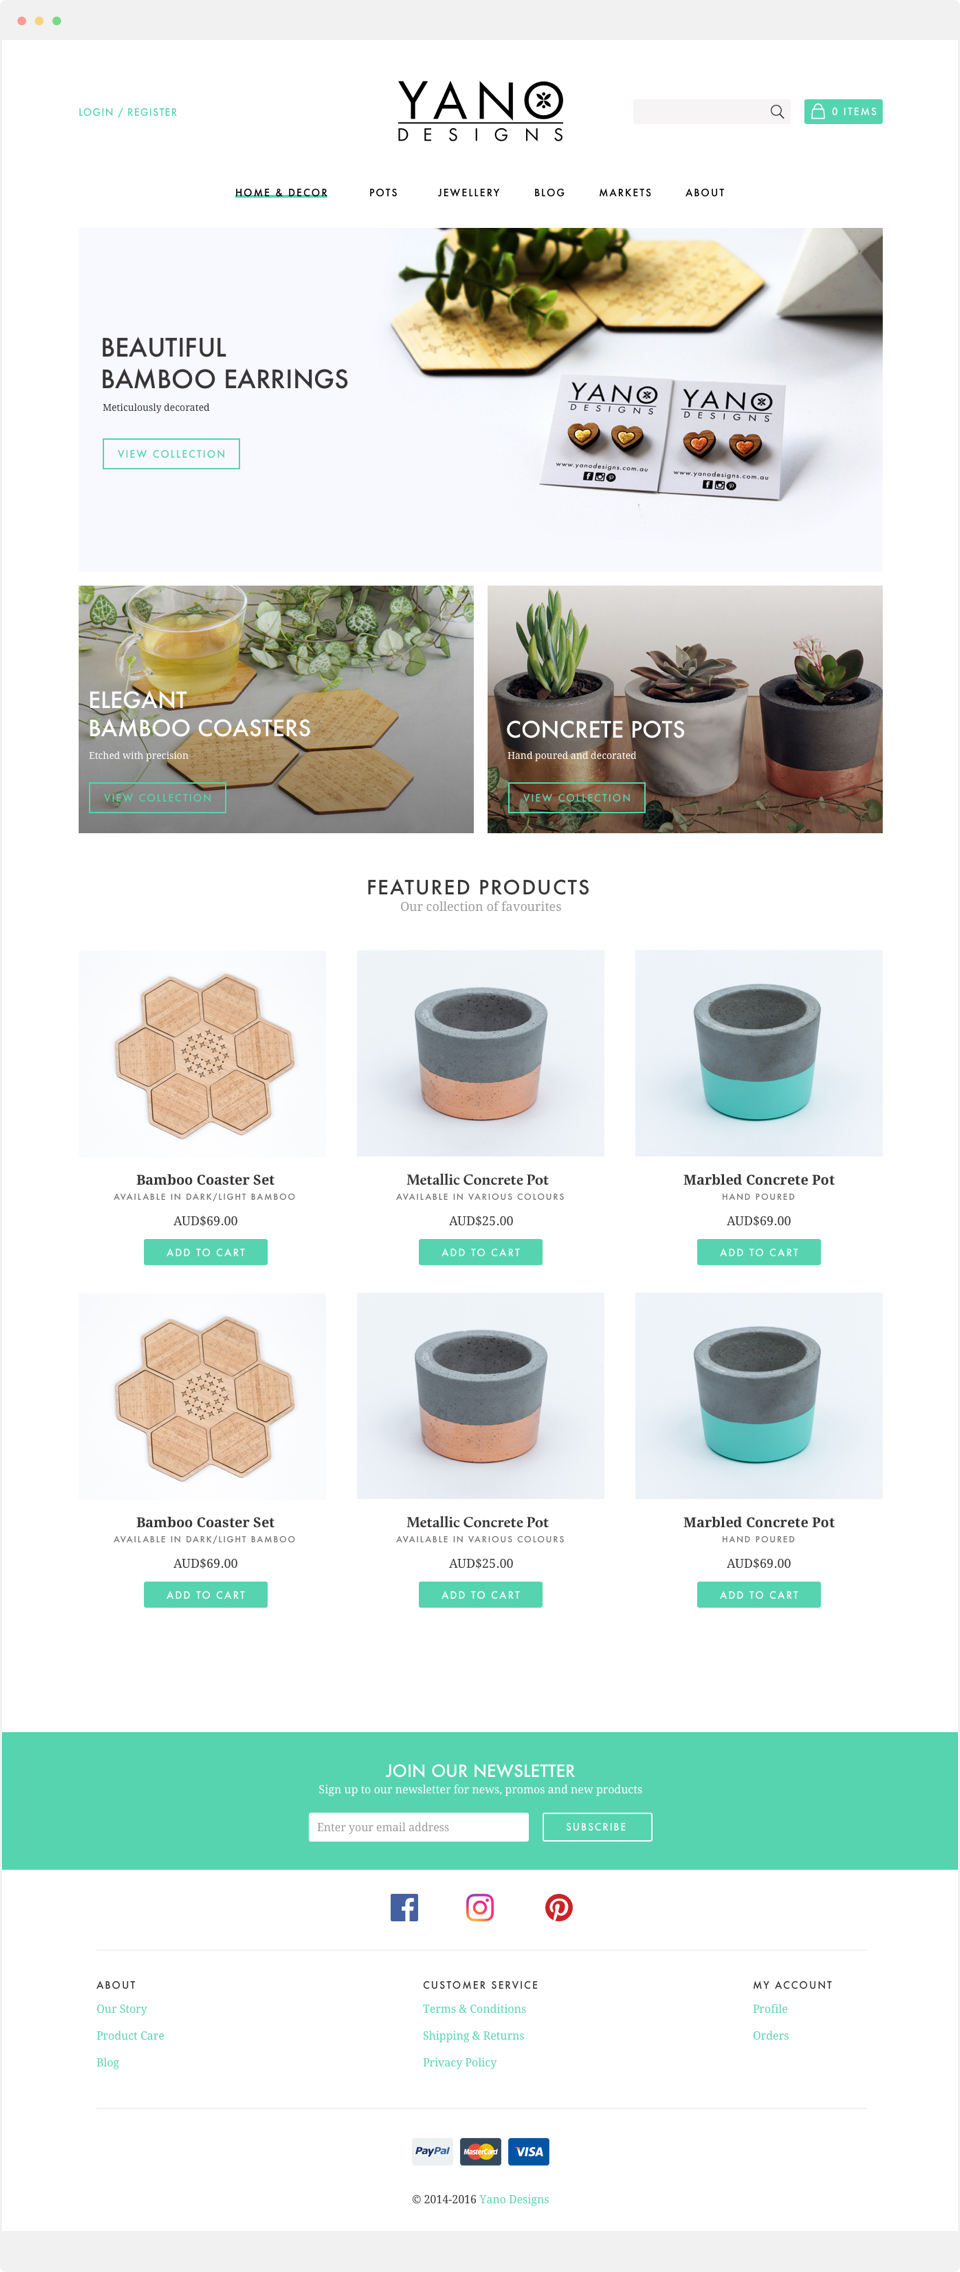 LOGIN / REGISTER
YANO
DESIGNS
0 ITEMS
HOME & DECOR
POTS
JEWELLERY
BLOG
MARKETS
ABOUT
BEAUTIFUL
BAMBOO EARRINGS
Meticulously decorated
VIEW COLLECTION
YANO
DESIGNS
www.yanodesigns.com.au
YANO
DESIGNS
www.yanodesigns.com.au
ELEGANT
BAMBOO COASTERS
Etched with precision
VIEW COLLECTION
CONCRETE POTS
Hand poured and decorated
VIEW COLLECTION
FEATURED PRODUCTS
Our collection of favourites
Bamboo Coaster Set
AVAILABLE IN DARK/LIGHT BAMBOO
AUD$69.00
ADD TO CART
Metallic Concrete Pot
AVAILABLE IN VARIOUS COLOURS
AUD$25.00
ADD TO CART
Marbled Concrete Pot
HAND POURED
AUD$69.00
ADD TO CART
Bamboo Coaster Set
AVAILABLE IN DARK/LIGHT BAMBOO
AUD$69.00
ADD TO CART
Metallic Concrete Pot
AVAILABLE IN VARIOUS COLOURS
AUD$25.00
ADD TO CART
Marbled Concrete Pot
HAND POURED
AUD$69.00
ADD TO CART
JOIN OUR NEWSLETTER
Sign up to our newsletter for news, promos and new products
Enter your email address
SUBSCRIBE
ABOUT
Our Story
Product Care
Blog
CUSTOMER SERVICE
Terms & Conditions
Shipping & Returns
Privacy Policy
MY ACCOUNT
Profile
Orders
PayPal
MasterCard
VISA
© 2014-2016 Yano Designs